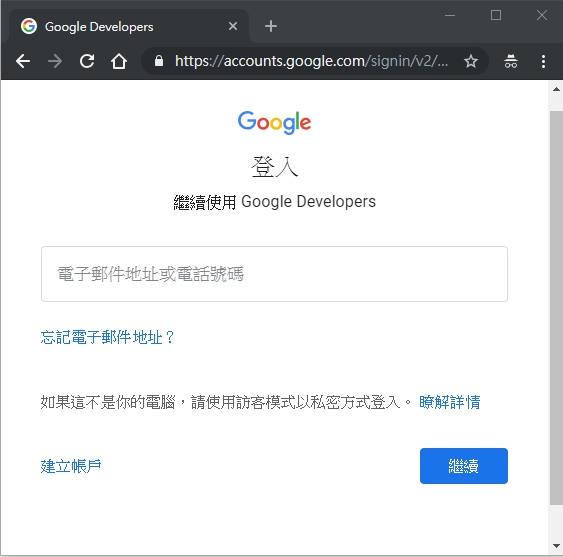 Google Developers
https://accounts.google.com/signin/v2/...
Google
登入
繼續使用 Google Developers
電子郵件地址或電話號碼
忘記電子郵件地址？
如果這不是你的電腦，請使用訪客模式以私密方式登入。 瞭解詳情
建立帳戶 繼續